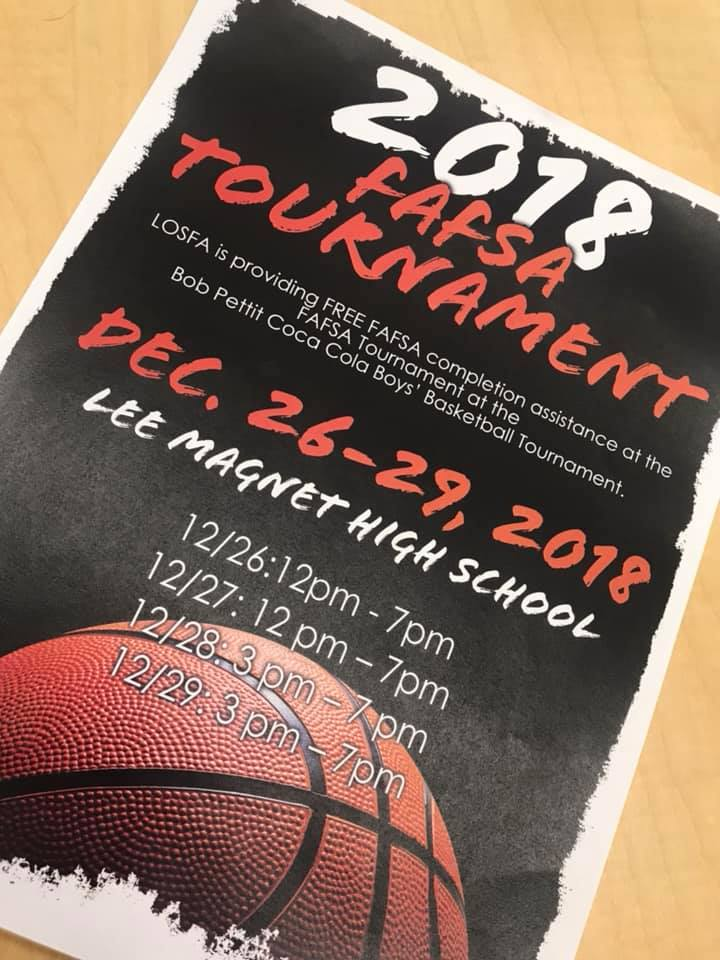 2018
FAFSA
TOURNAMENT
LOSFA is providing FREE FAFSA completion assistance at the
FAFSA Tournament at the
Bob Pettit Coca Cola Boys' Basketball Tournament.
DEC. 26-29, 2018
LEE MAGNET HIGH SCHOOL
12/26:12pm - 7pm
12/27: 12 pm – 7pm
12/28: 3 pm - 7 pm
12/29: 3 pm – 7pm